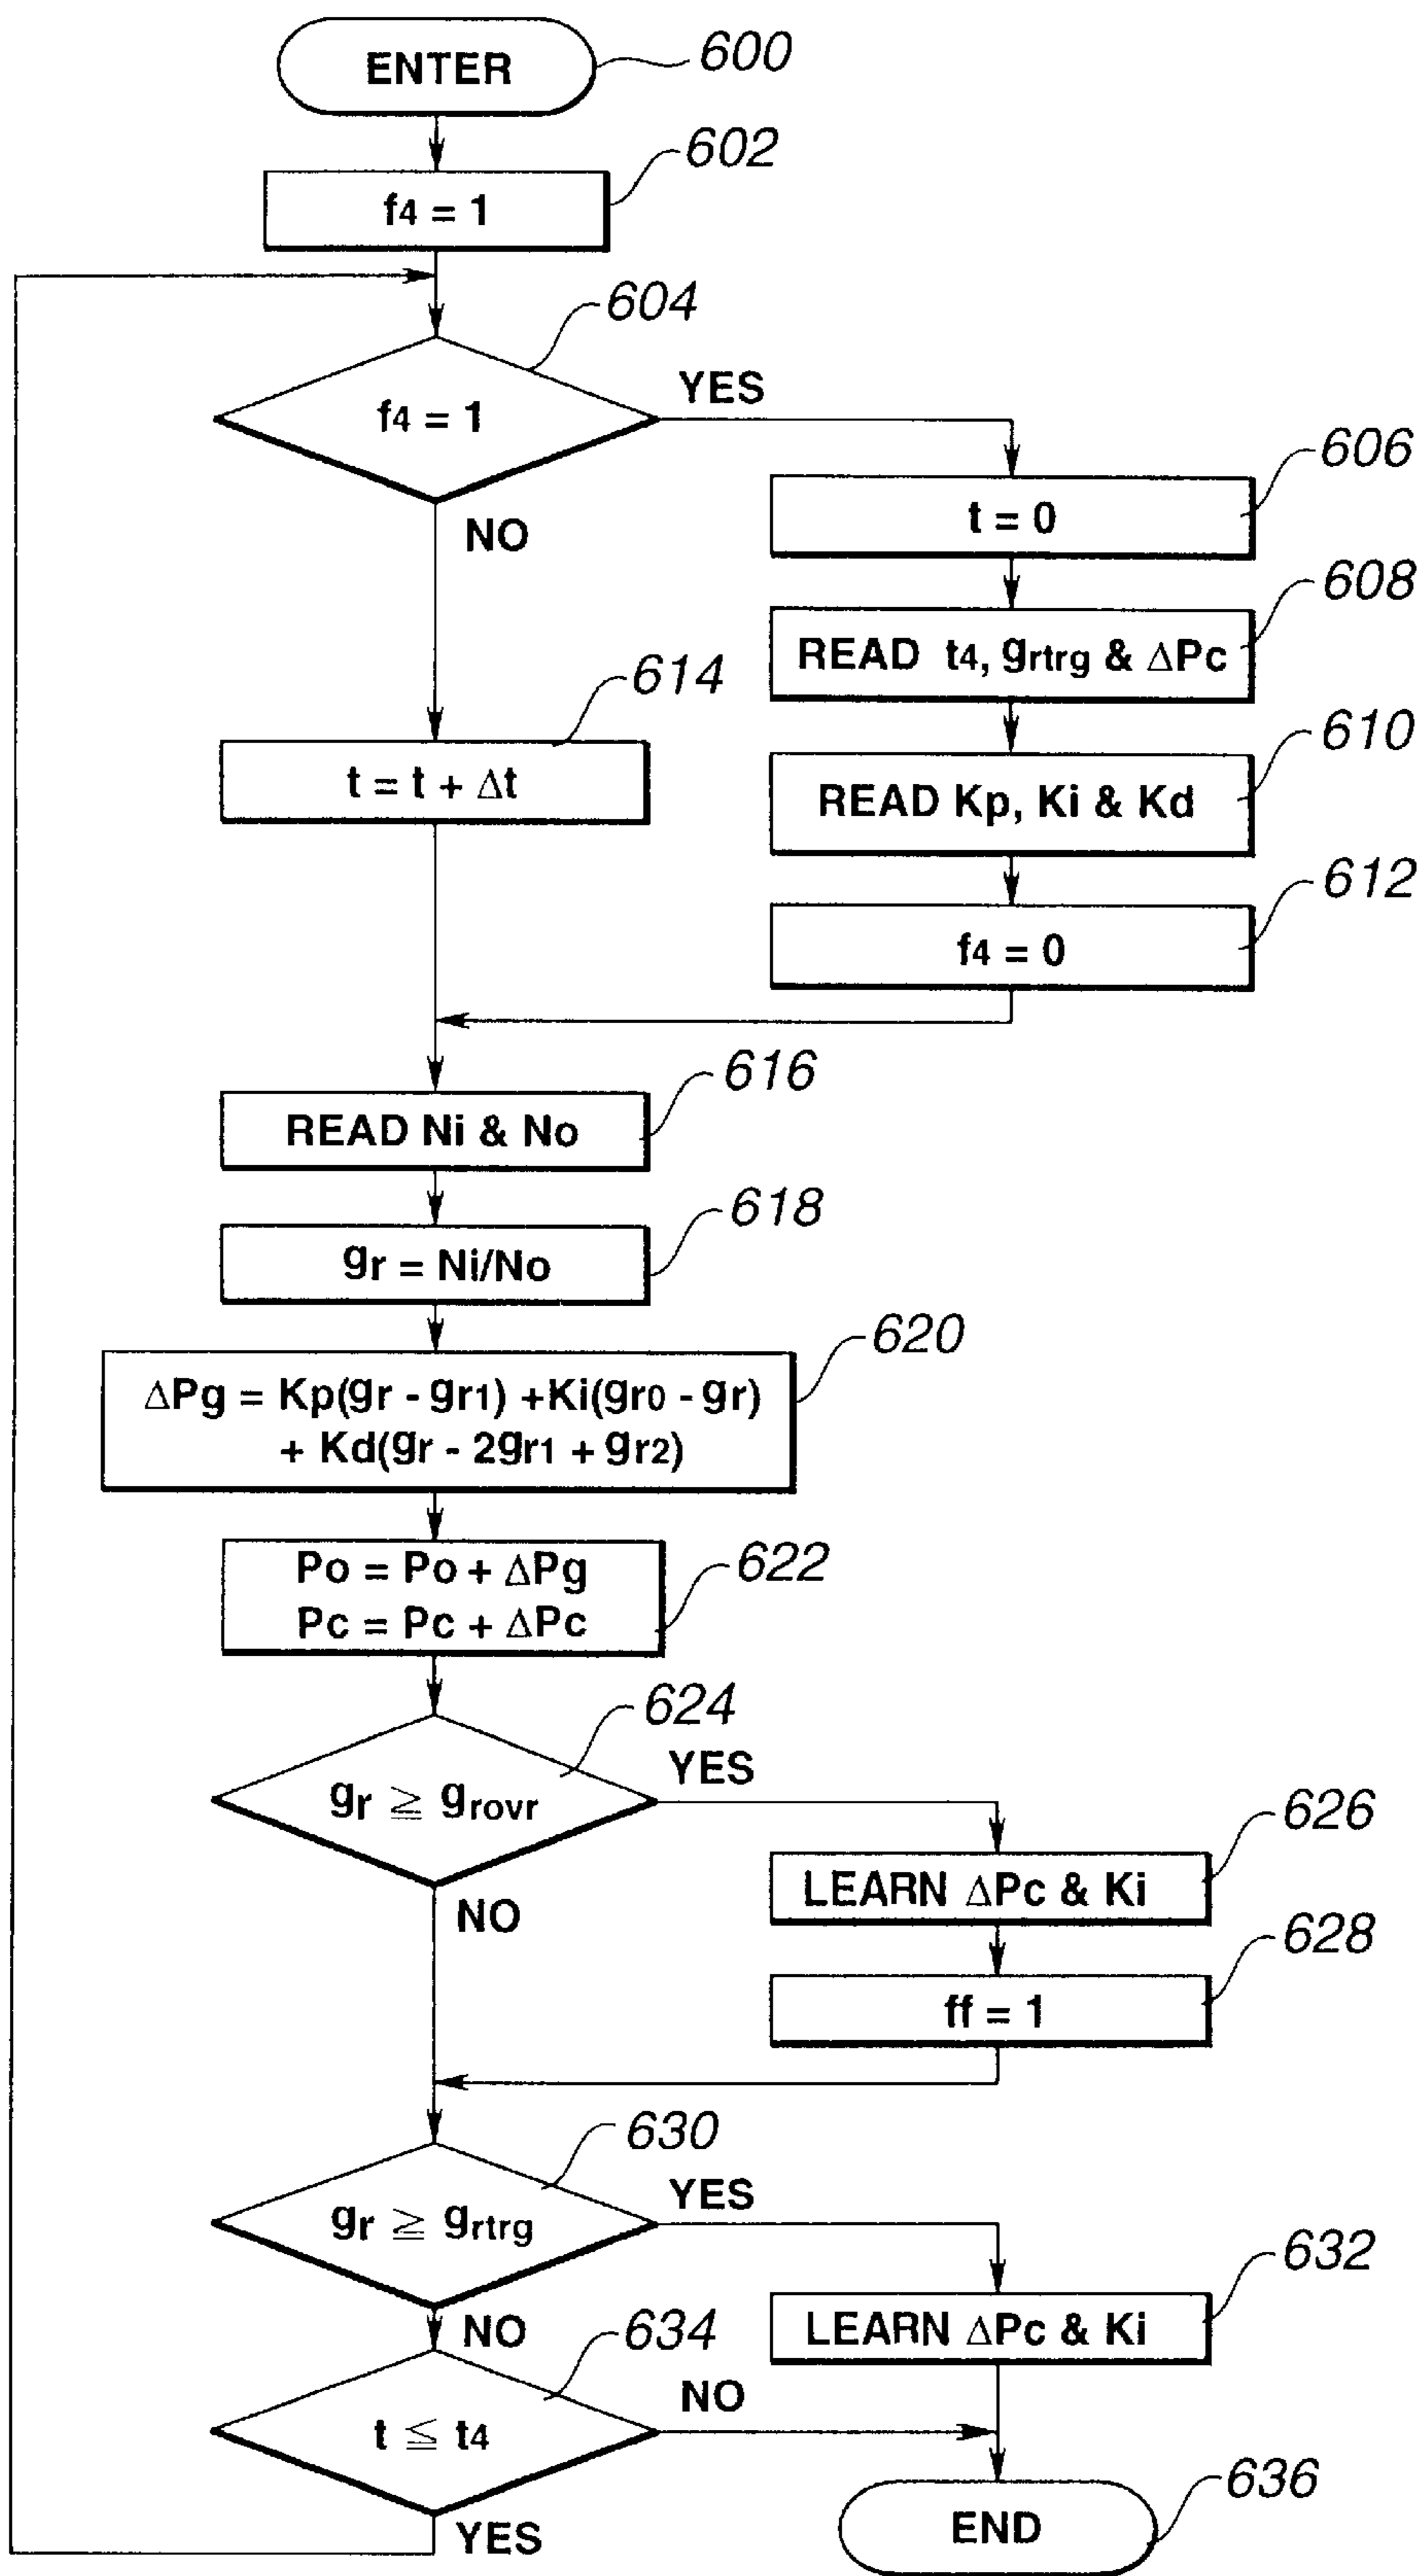 ENTER
600
602
f4 = 1
604
f4 = 1
YES
NO
606
t = 0
608
READ t4, grtrg & ΔPc
610
READ Kp, Ki & Kd
612
f4 = 0
614
t = t + Δt
616
READ Ni & No
618
gr = Ni/No
620
ΔPg = Kp(gr - gr1) +Ki(gr0 - gr)
+ Kd(gr - 2gr1 + gr2)
622
Po = Po + ΔPg
Pc = Pc + ΔPc
624
gr ≧ grovr
YES
NO
626
LEARN ΔPc & Ki
628
ff = 1
630
gr ≧ grtrg
YES
NO
632
LEARN ΔPc & Ki
634
t ≦ t4
NO
YES
636
END